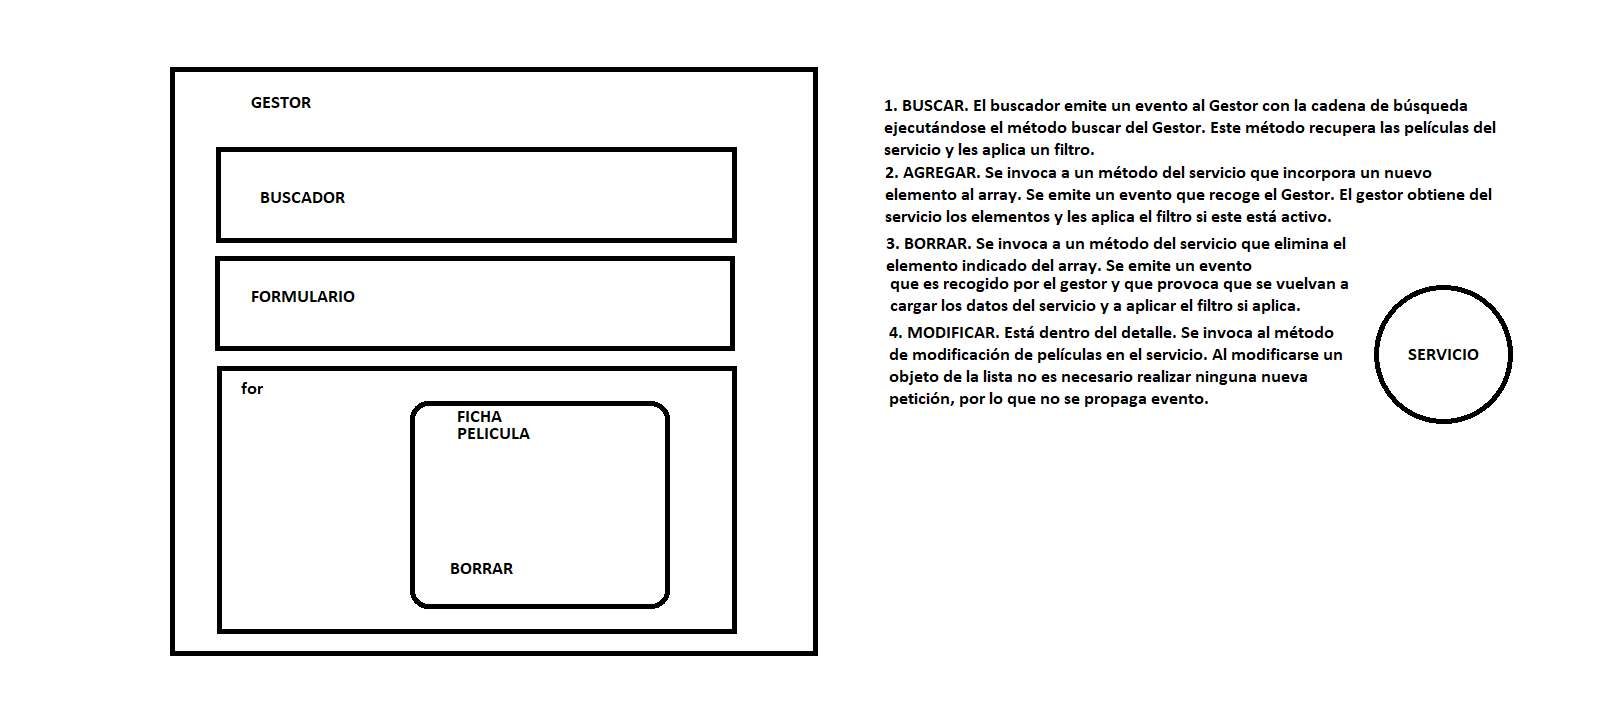 GESTOR
BUSCADOR
FORMULARIO
for
FICHA
PELICULA
BORRAR
1. BUSCAR. El buscador emite un evento al Gestor con la cadena de búsqueda
ejecutándose el método buscar del Gestor. Este método recupera las películas del
servicio y les aplica un filtro.
2. AGREGAR. Se invoca a un método del servicio que incorpora un nuevo
elemento al array. Se emite un evento que recoge el Gestor. El gestor obtiene del
servicio los elementos y les aplica el filtro si este está activo.
3. BORRAR. Se invoca a un método del servicio que elimina el
elemento indicado del array. Se emite un evento
que es recogido por el gestor y que provoca que se vuelvan a
cargar los datos del servicio y a aplicar el filtro si aplica.
4. MODIFICAR. Está dentro del detalle. Se invoca al método
de modificación de películas en el servicio. Al modificarse un
objeto de la lista no es necesario realizar ninguna nueva
petición, por lo que no se propaga evento.
SERVICIO